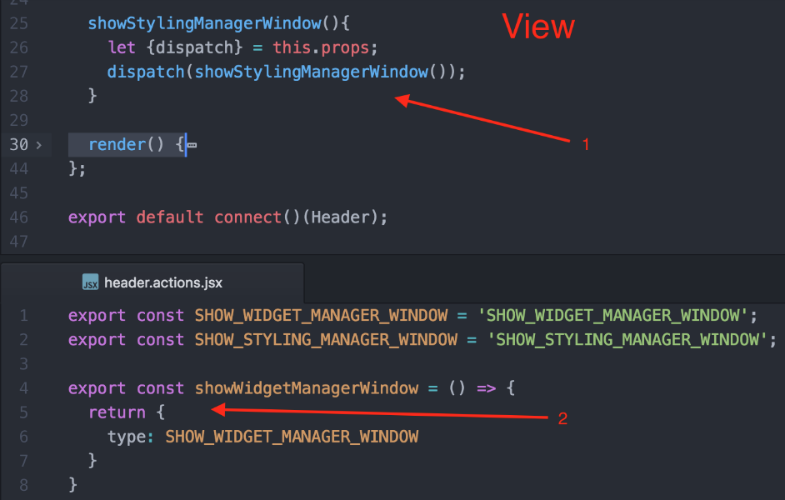 24
25 showStylingManagerWindow(){ View
26 let {dispatch} = this.props;
27 dispatch(showStylingManagerWindow());
28 }
29
30 > render() { 1
44 };
45
46 export default connect()(Header);
47
JSX header.actions.jsx
1 export const SHOW_WIDGET_MANAGER_WINDOW = 'SHOW_WIDGET_MANAGER_WINDOW';
2 export const SHOW_STYLING_MANAGER_WINDOW = 'SHOW_STYLING_MANAGER_WINDOW';
3
4 export const showWidgetManagerWindow = () => {
5 return { 2
6 type: SHOW_WIDGET_MANAGER_WINDOW
7 }
8 }